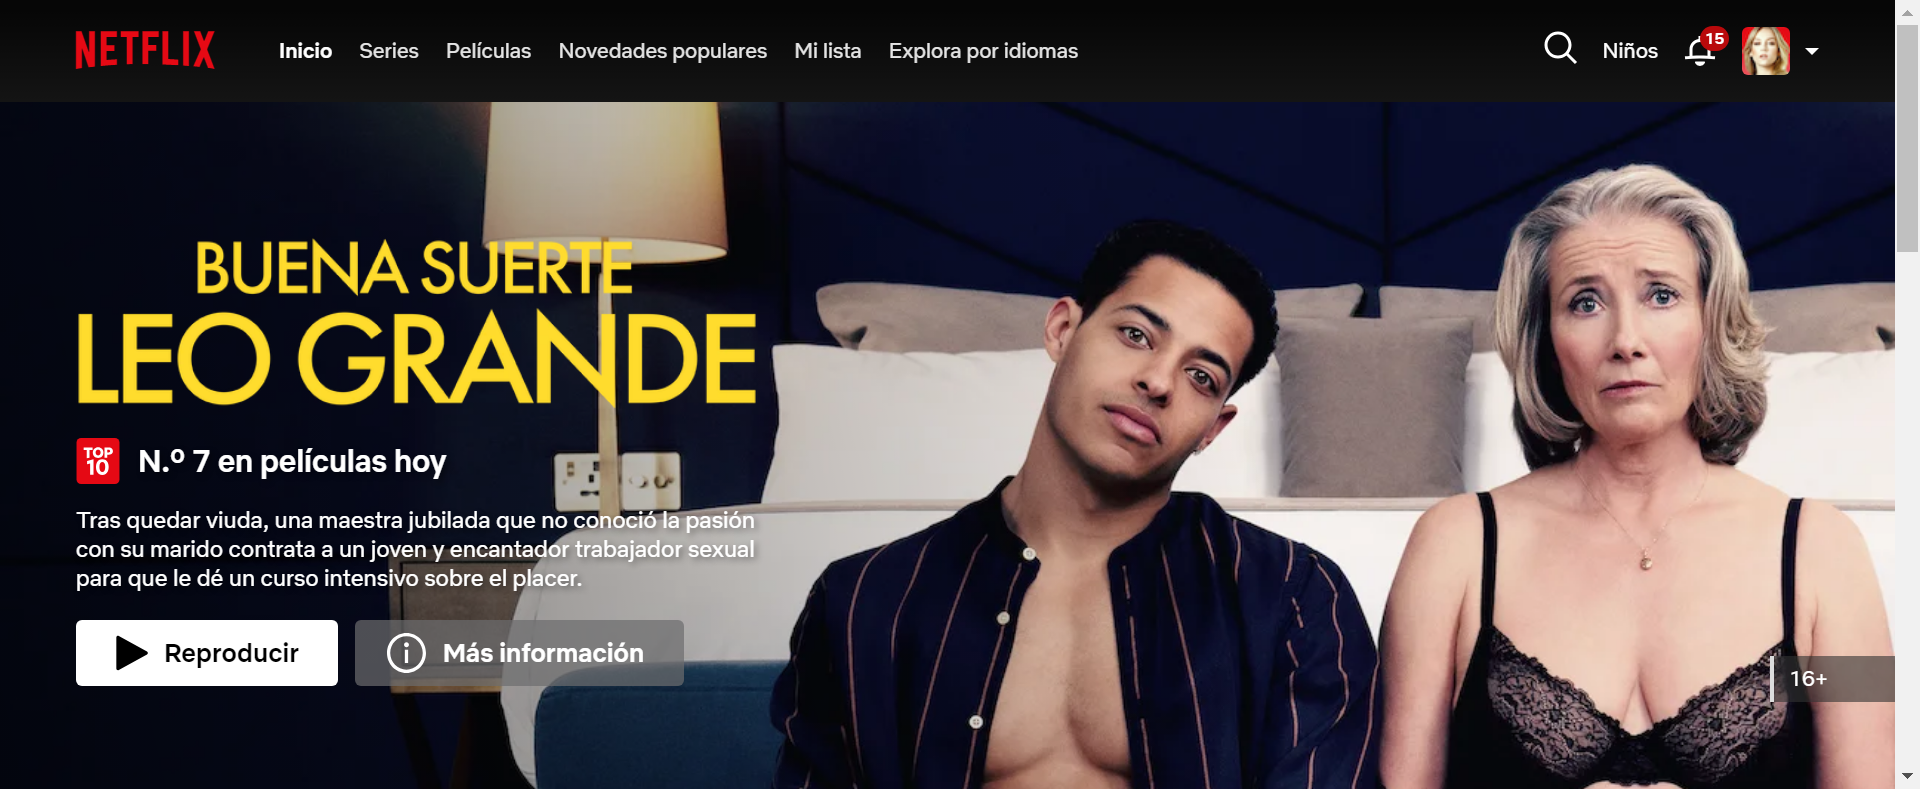 NETFLIX
Inicio
Series
Películas
Novedades populares
Mi lista
Explora por idiomas
Niños
15
BUENA SUERTE
LEO GRANDE
TOP
10
N.º 7 en películas hoy
Tras quedar viuda, una maestra jubilada que no conoció la pasión
con su marido contrata a un joven y encantador trabajador sexual
para que le dé un curso intensivo sobre el placer.
Reproducir
Más información
16+